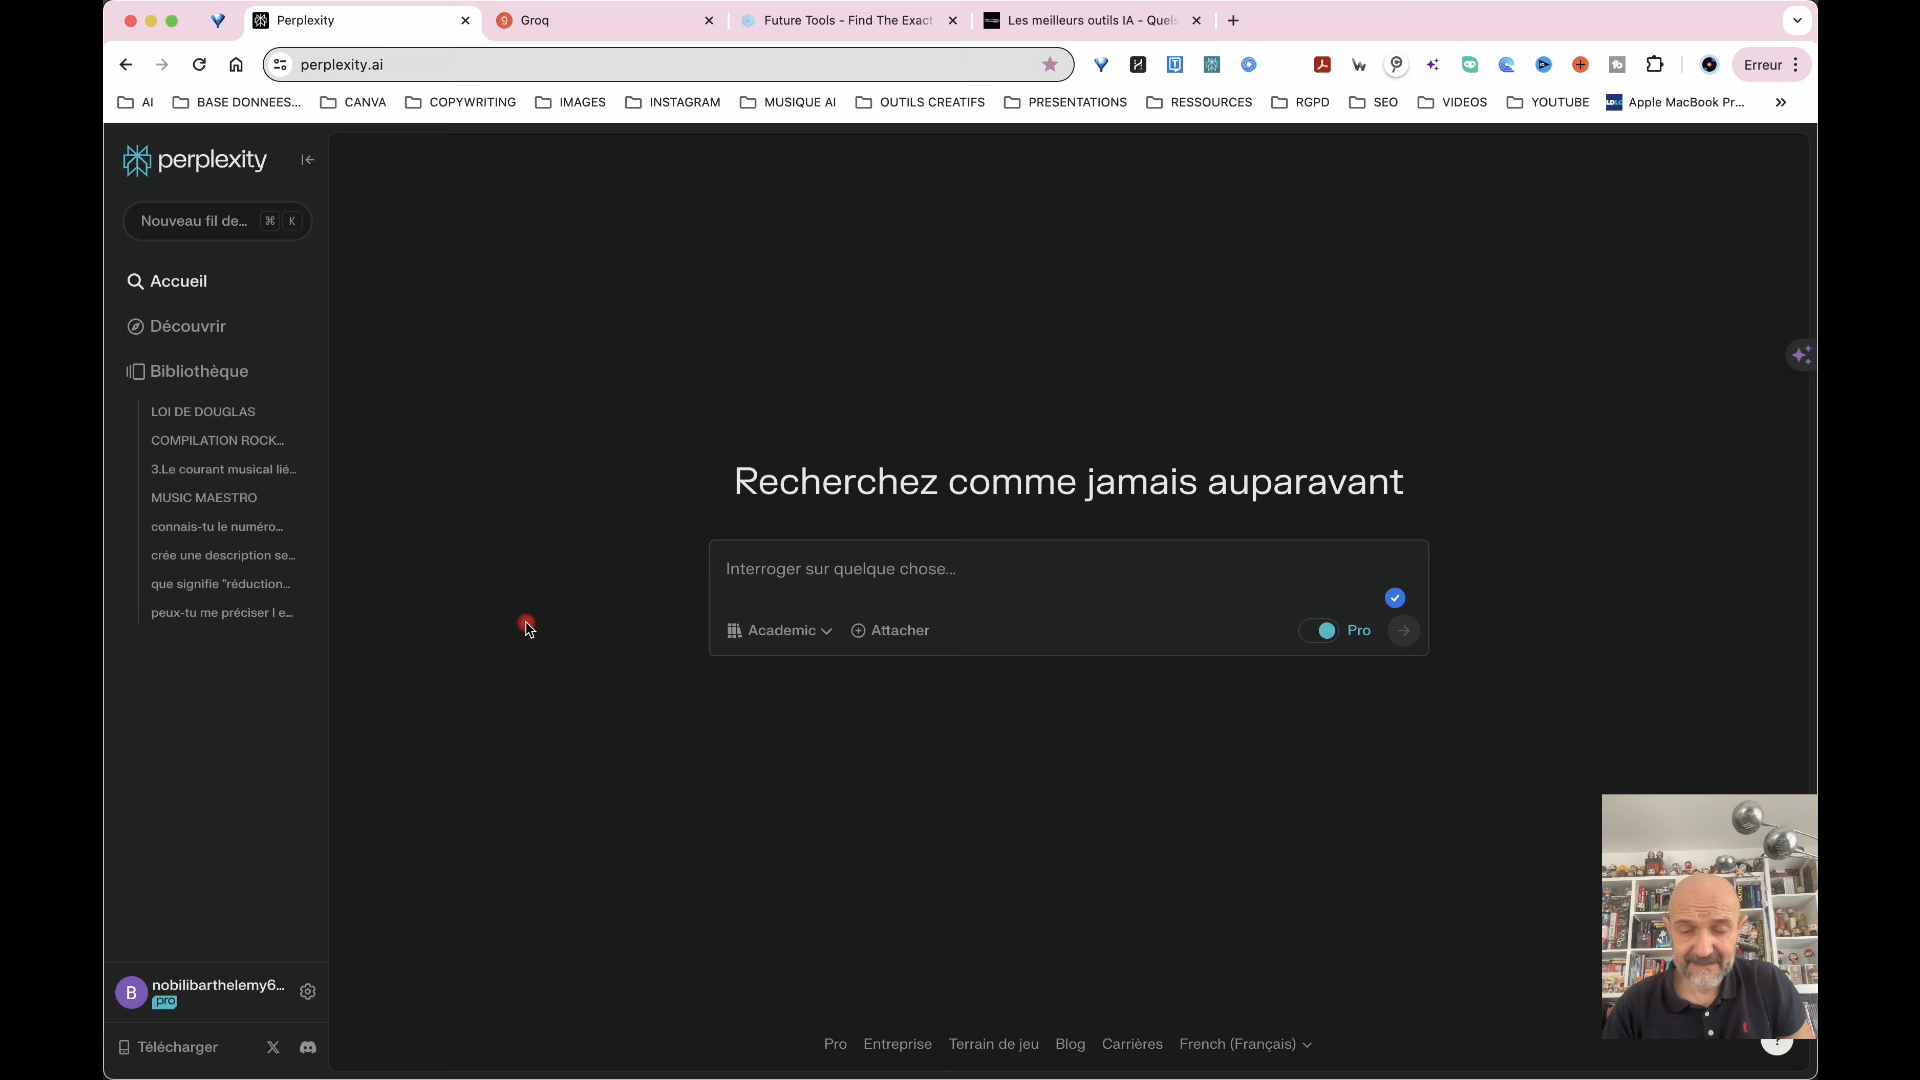 Perplexity
Groq
Future Tools - Find The Exact
Les meilleurs outils IA - Quels
perplexity.ai
Erreur
AI
BASE DONNEES...
CANVA
COPYWRITING
IMAGES
INSTAGRAM
MUSIQUE AI
OUTILS CREATIFS
PRESENTATIONS
RESSOURCES
RGPD
SEO
VIDEOS
YOUTUBE
Apple MacBook Pr...
perplexity
Nouveau fil de... ⌘ K
Accueil
Découvrir
Bibliothèque
LOI DE DOUGLAS
COMPILATION ROCK...
3.Le courant musical lié...
MUSIC MAESTRO
connais-tu le numéro...
crée une description se...
que signifie "réduction...
peux-tu me préciser l e...
Recherchez comme jamais auparavant
Interroger sur quelque chose...
Academic
Attacher
Pro
B
nobilibarthelemy6...
pro
Télécharger
Pro
Entreprise
Terrain de jeu
Blog
Carrières
French (Français)